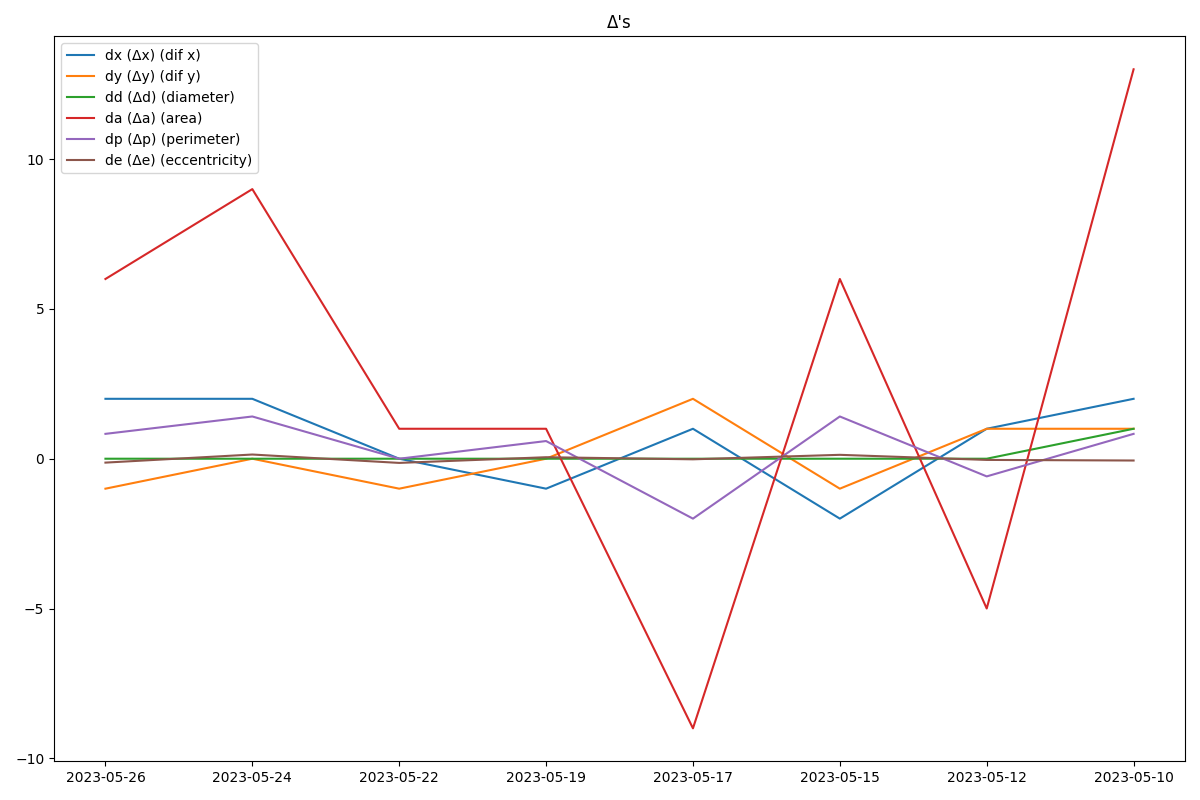 Δ's
dx (Δx) (dif x)
dy (Δy) (dif y)
dd (Δd) (diameter)
da (Δa) (area)
dp (Δp) (perimeter)
de (Δe) (eccentricity)
10
5
0
−5
−10
2023-05-26 2023-05-24 2023-05-22 2023-05-19 2023-05-17 2023-05-15 2023-05-12 2023-05-10